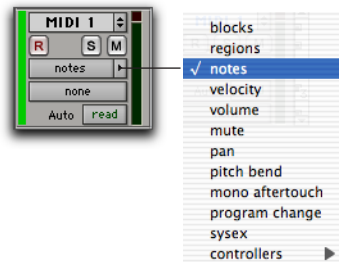 MIDI 1
R S M
notes
none
Auto read
blocks
regions
✓ notes
velocity
volume
mute
pan
pitch bend
mono aftertouch
program change
sysex
controllers